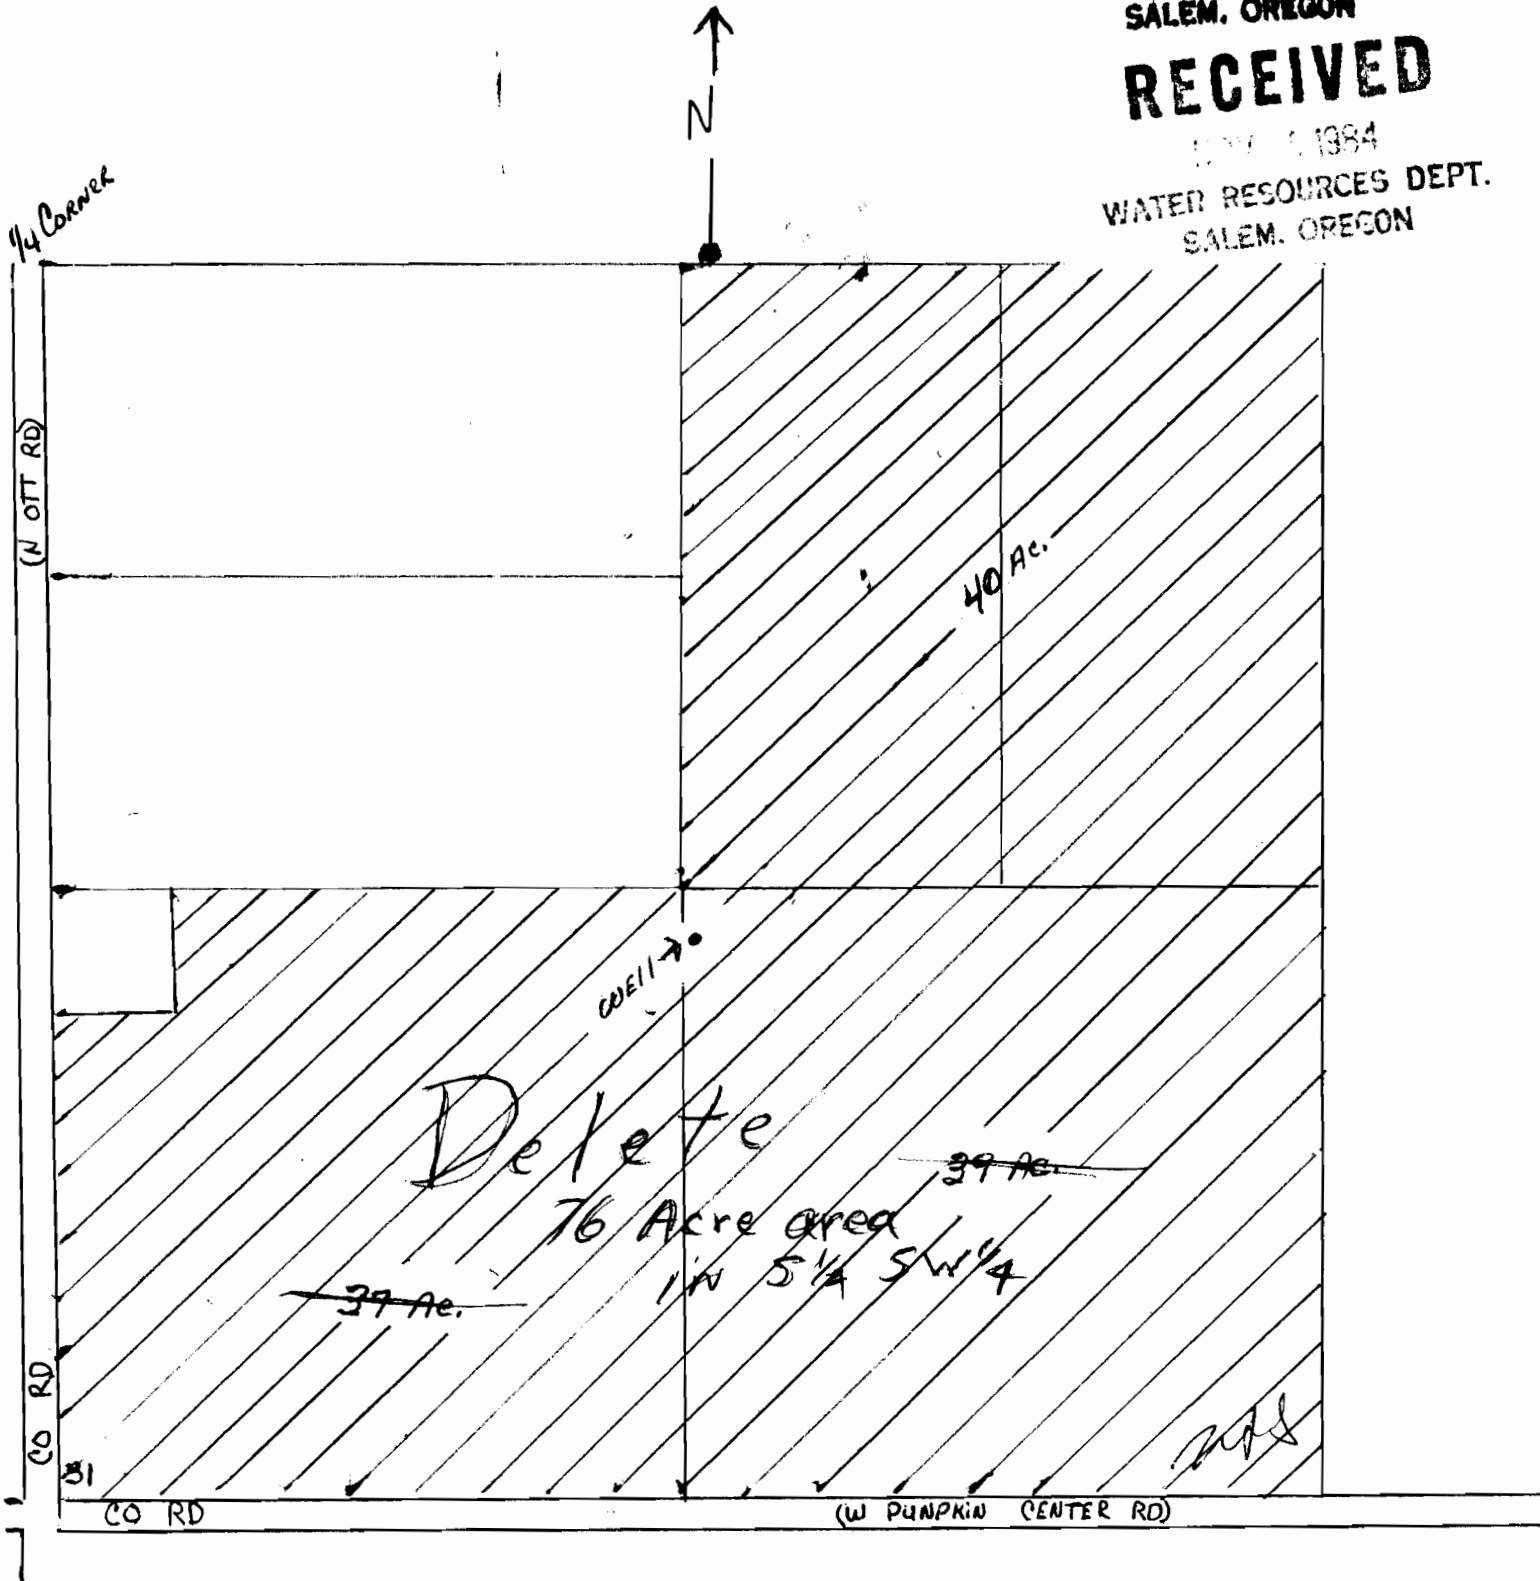 SALEM. OREGON
RECEIVED
1984
WATER RESOURCES DEPT.
SALEM. OREGON
N
1/4 CORNER
(N OTT RD)
40 Ac.
WEll
Delete
39 Ac.
76 Acre area
IN S 1/4 SW 1/4
37 Ac.
CO RD
31
CO RD
(W PUNPKIN CENTER RD)